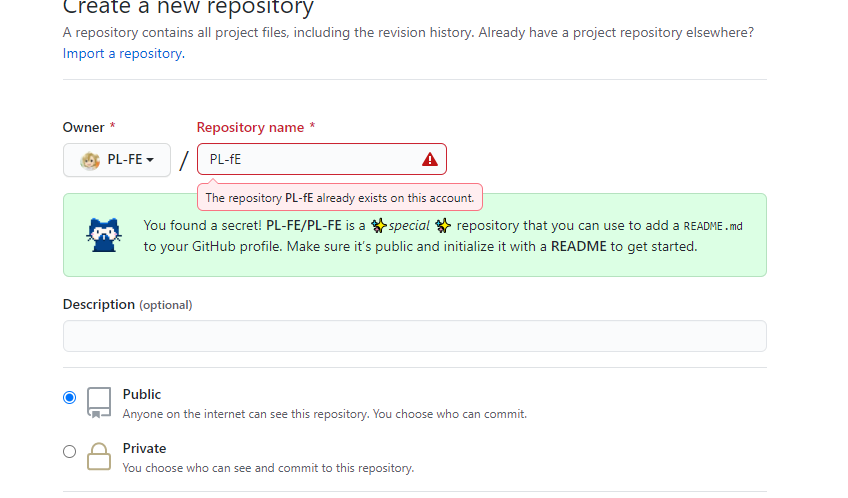 Create a new repository
A repository contains all project files, including the revision history. Already have a project repository elsewhere?
Import a repository.
Owner * Repository name *
PL-FE / PL-fE
The repository PL-fE already exists on this account.
You found a secret! PL-FE/PL-FE is a ✨special ✨ repository that you can use to add a README.md
to your GitHub profile. Make sure it's public and initialize it with a README to get started.
Description (optional)
Public
Anyone on the internet can see this repository. You choose who can commit.
Private
You choose who can see and commit to this repository.